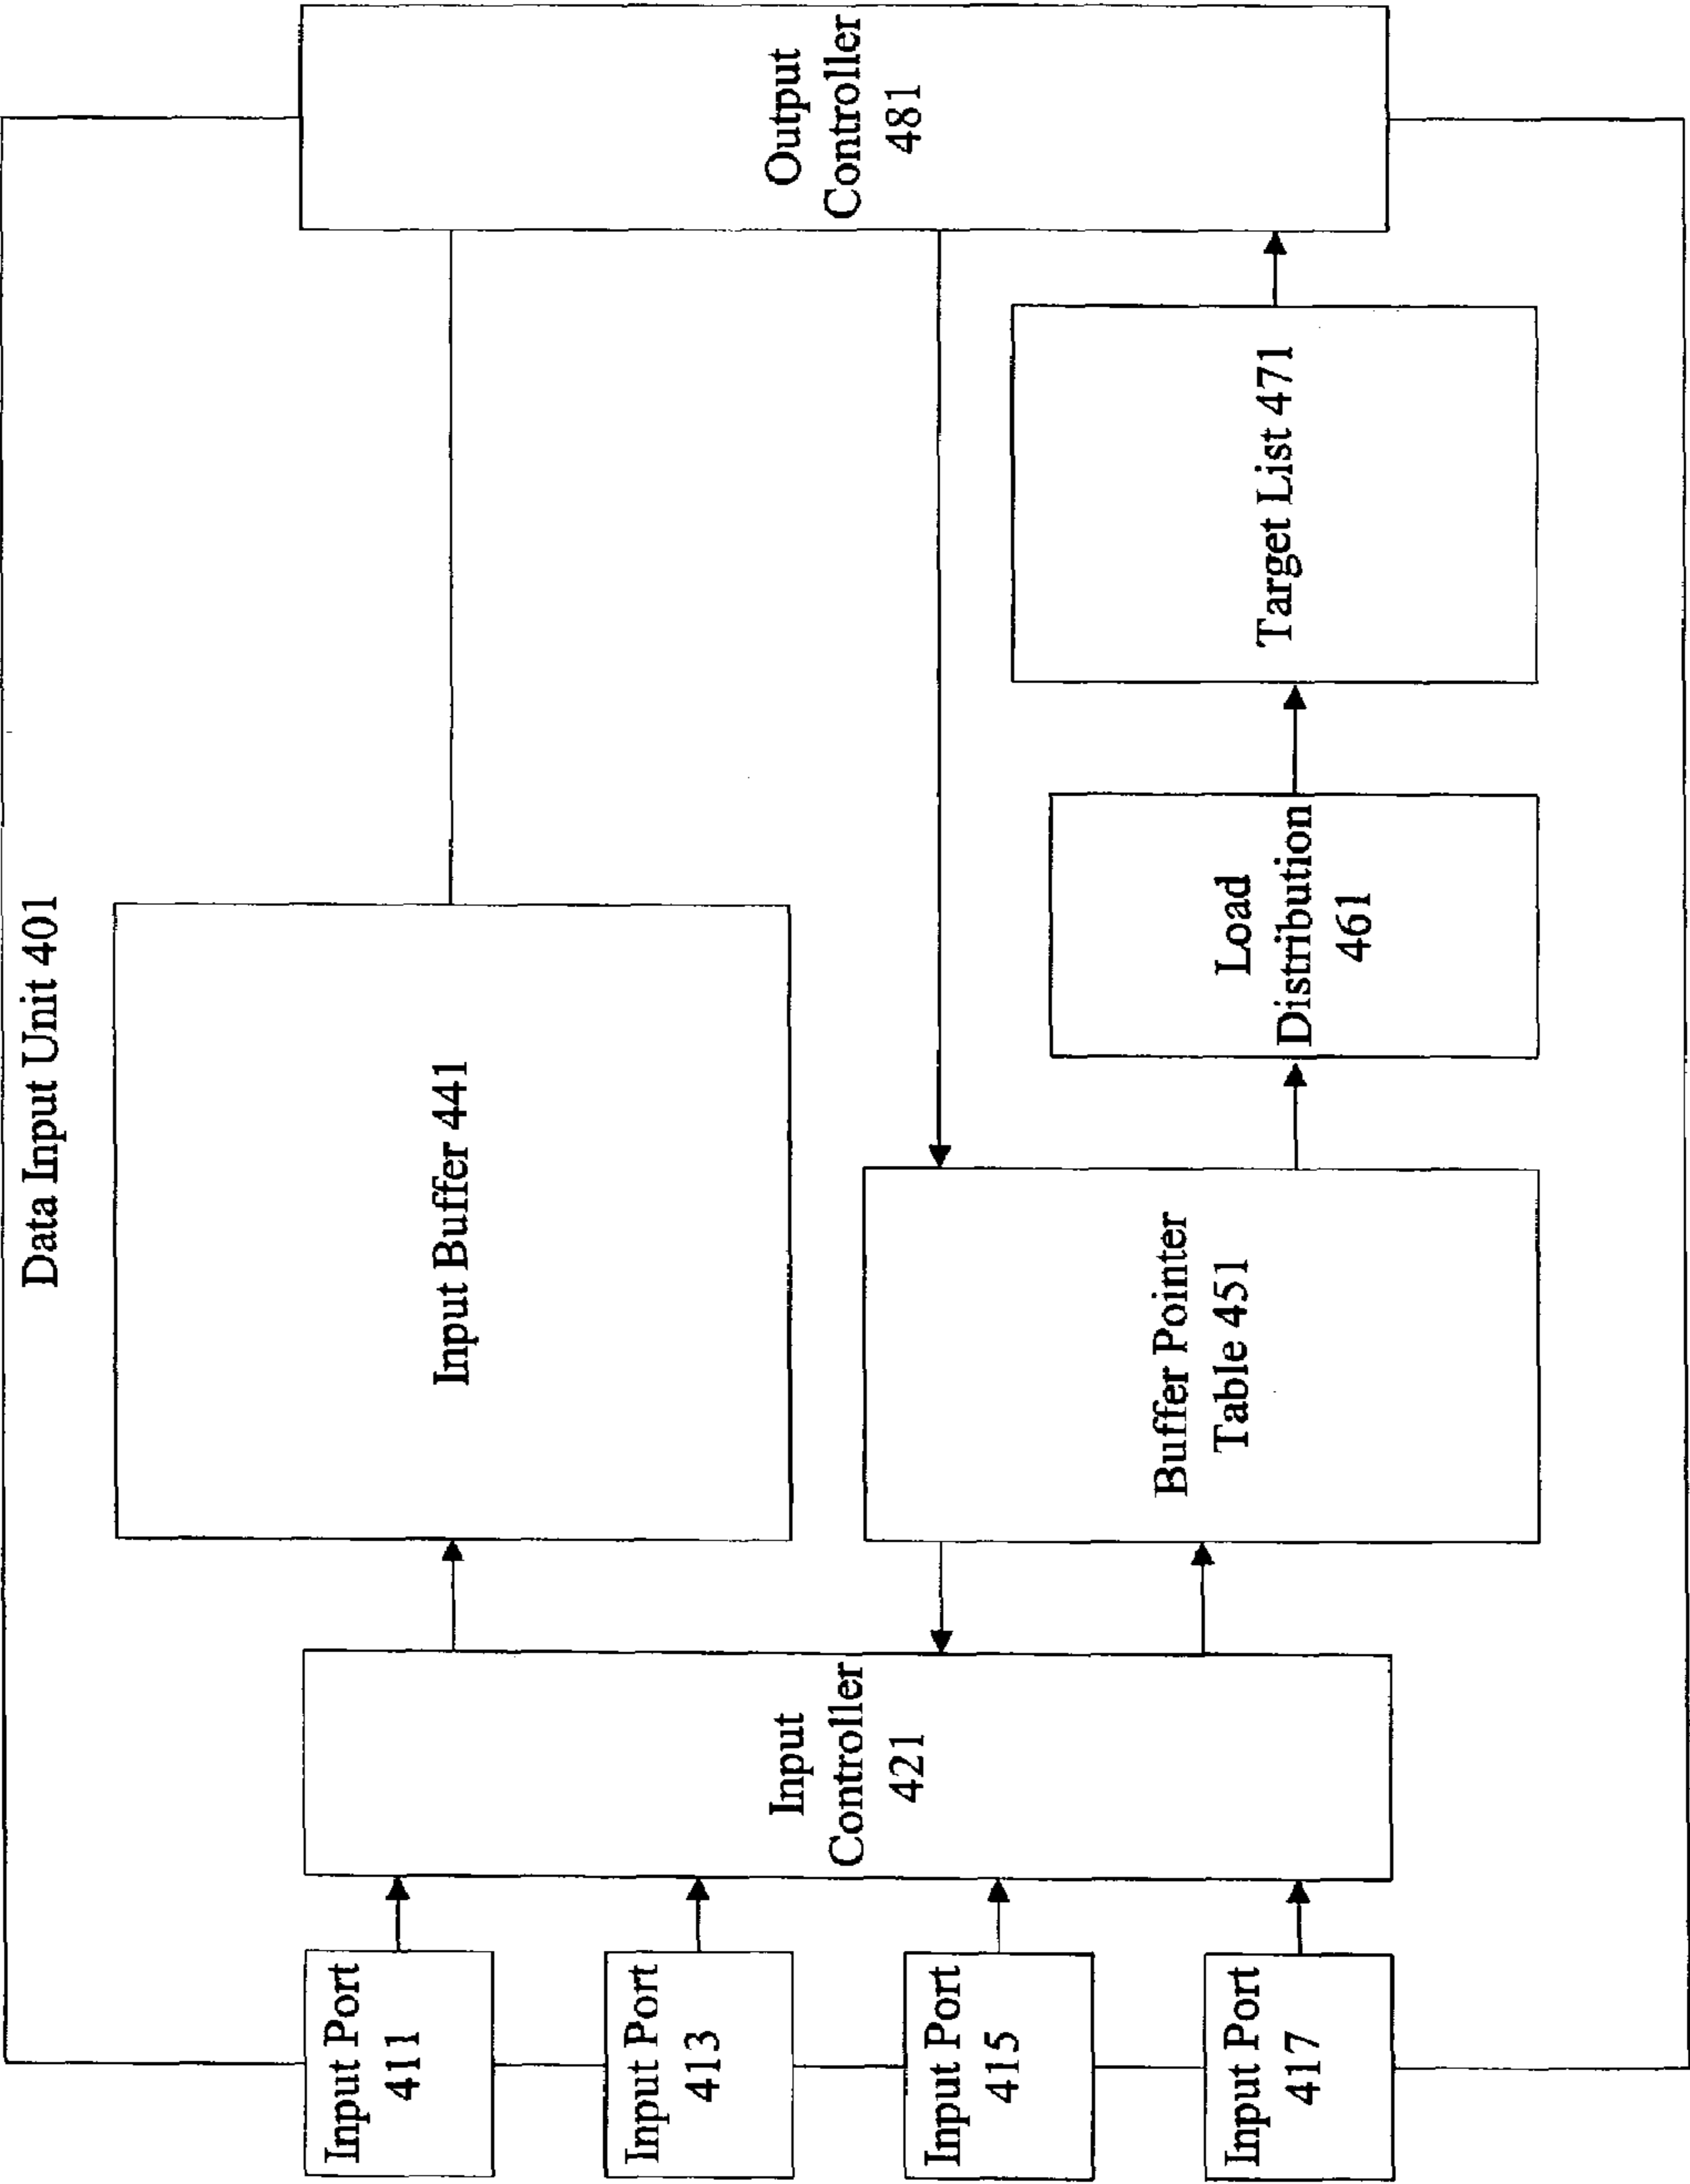 Data Input Unit 401
Input Port
411
Input Port
413
Input Port
415
Input Port
417
Input
Controller
421
Input Buffer 441
Buffer Pointer
Table 451
Load
Distribution
461
Target List 471
Output
Controller
481